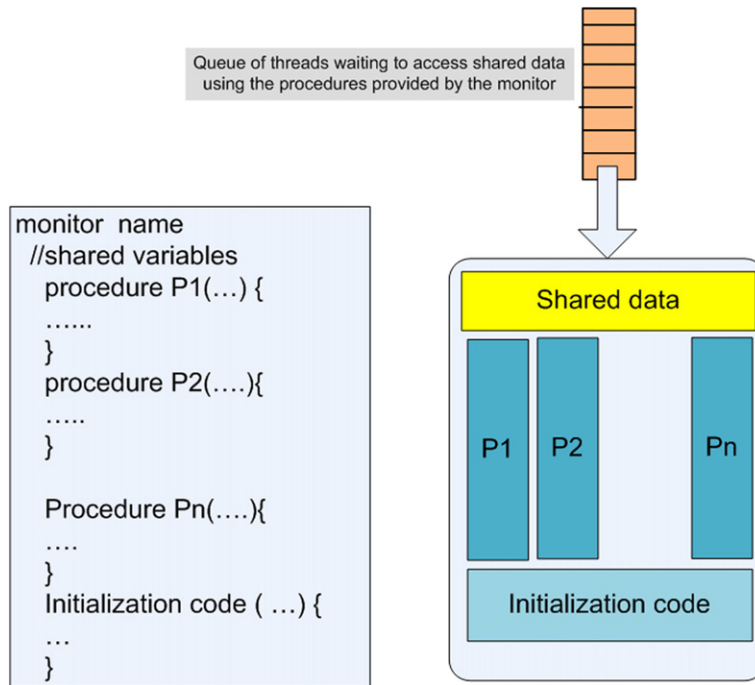 Queue of threads waiting to access shared data
using the procedures provided by the monitor
monitor name
//shared variables
procedure P1(…) {
…...
}
procedure P2(….){
…..
}
Procedure Pn(….){
….
}
Initialization code ( …) {
…
}
Shared data
P1
P2
Pn
Initialization code